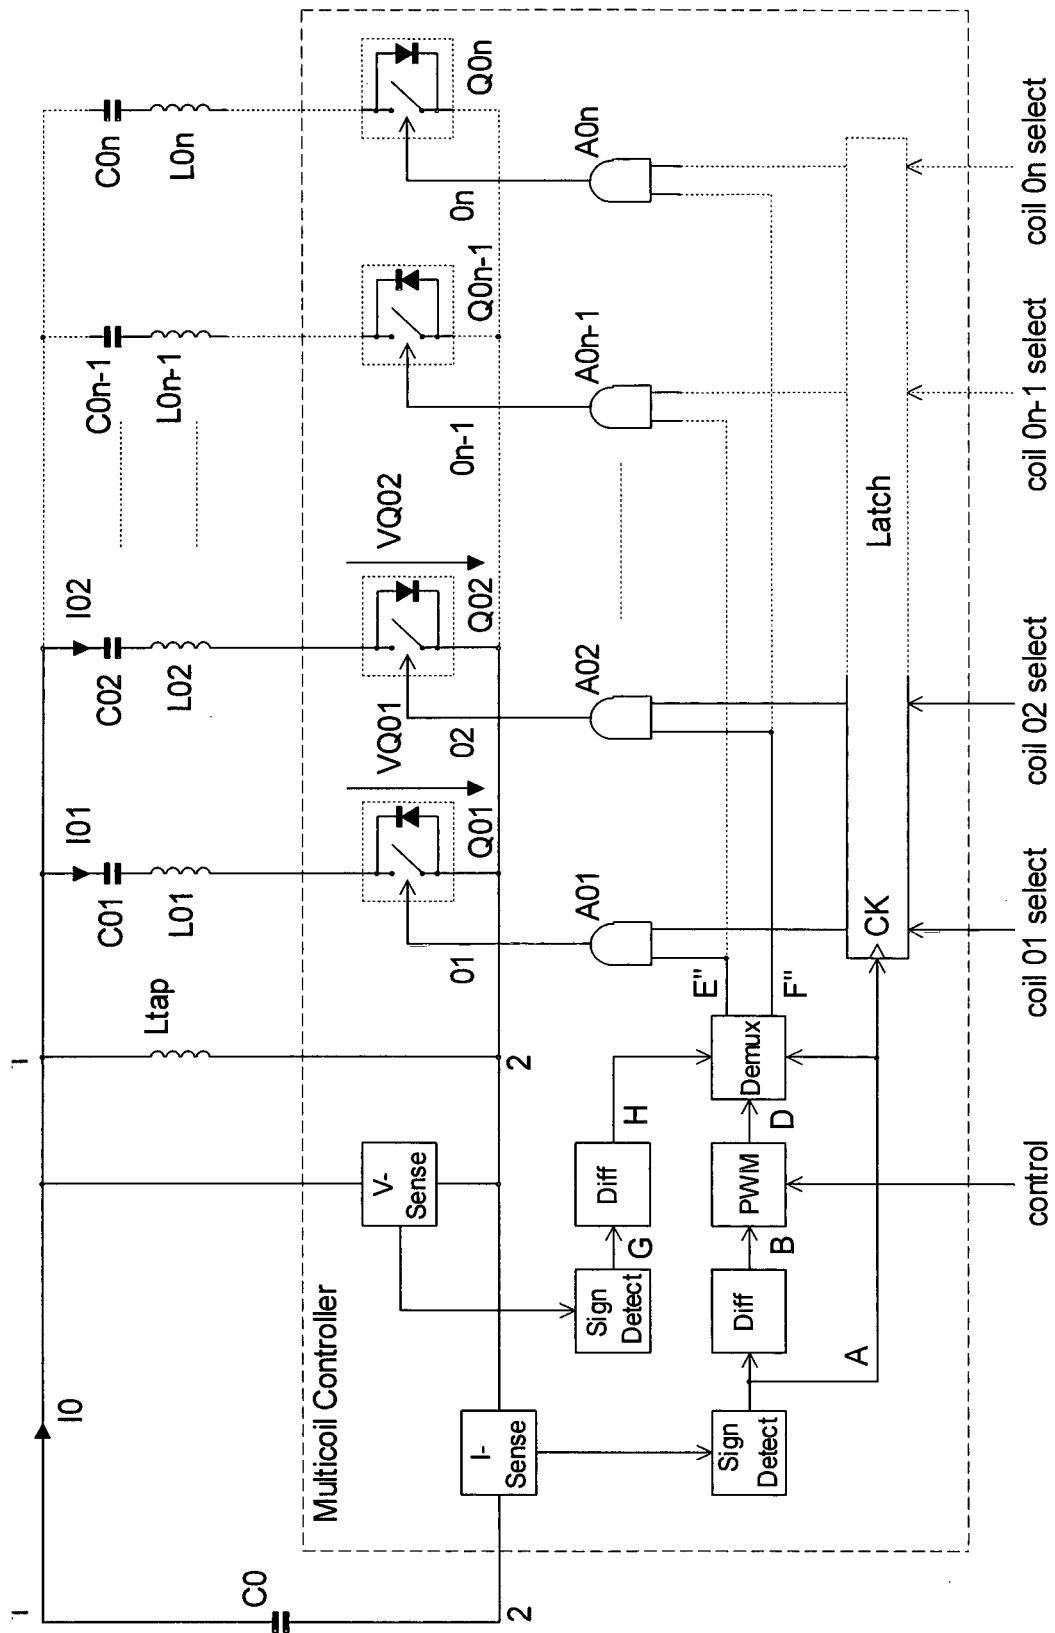 1
1
C0
2
I0
Multicoil Controller
I-
Sense
V-
Sense
Ltap
2
Sign
Detect
G
Diff
H
Sign
Detect
Diff
B
PWM
D
Demux
A
E"
F"
control
C01
I01
L01
VQ01
Q01
01
A01
CK
coil 01 select
C02
I02
L02
VQ02
Q02
02
A02
Latch
coil 02 select
C0n-1
L0n-1
Q0n-1
0n-1
A0n-1
coil 0n-1 select
C0n
L0n
Q0n
0n
A0n
coil 0n select